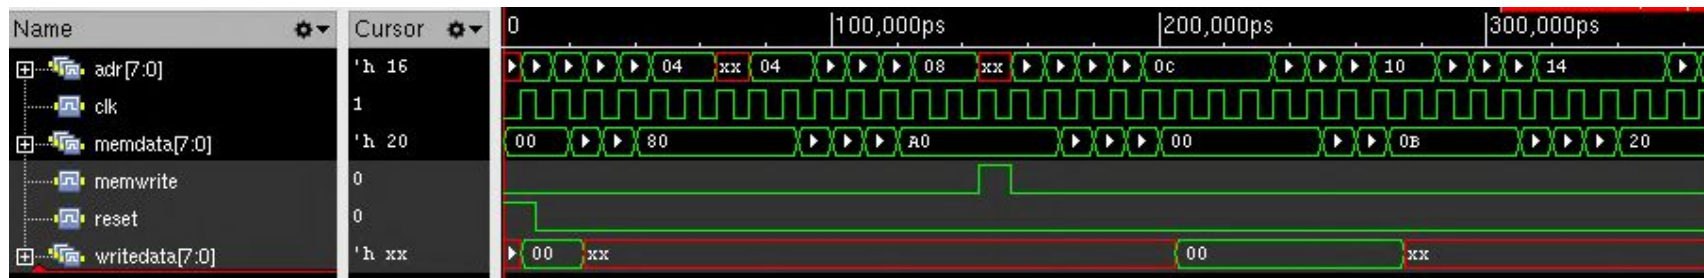 Name Cursor 0 100,000ps 200,000ps 300,000ps
adr[7:0] 'h 16 04 xx 04 08 xx 0c 10 14
clk 1
memdata[7:0] 'h 20 00 80 A0 00 0B 20
memwrite 0
reset 0
writedata[7:0] 'h xx 00 xx 00 xx